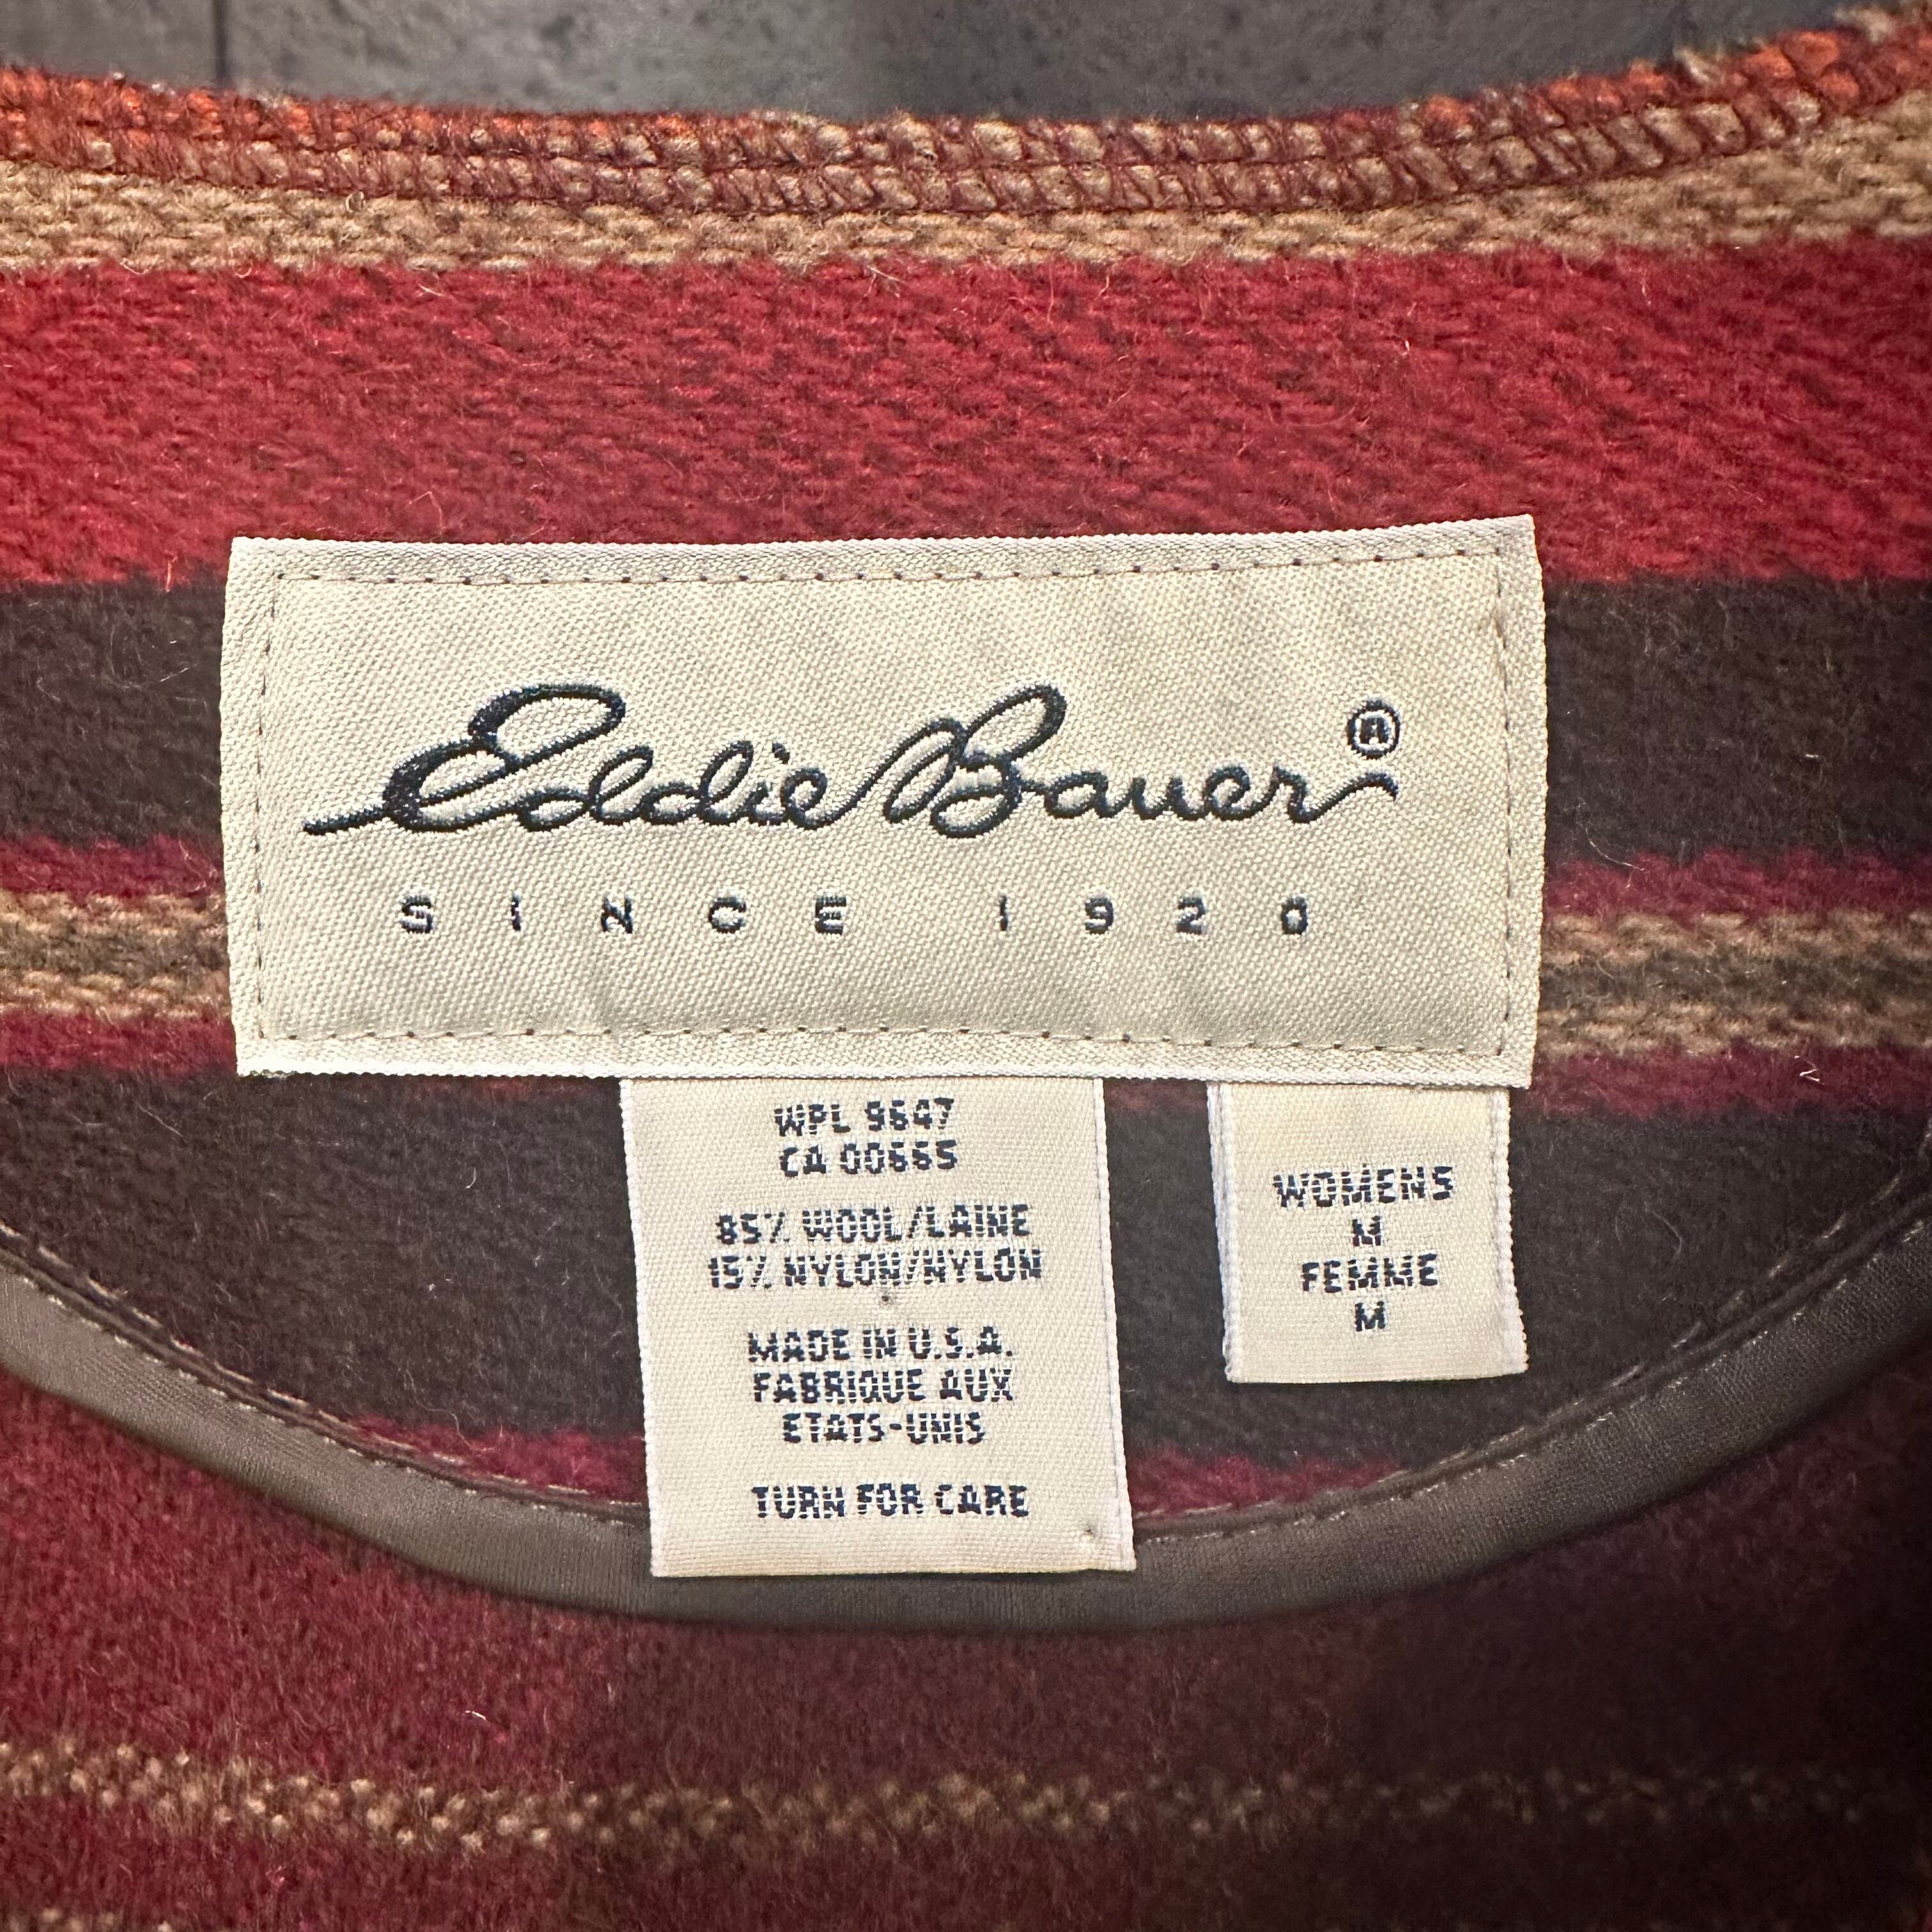 Eddie Bauer®
SINCE 1920
WPL 9647
CA 00665
85% WOOL/LAINE
15% NYLON/NYLON
MADE IN U.S.A.
FABRIQUE AUX
ETATS-UNIS
TURN FOR CARE
WOMENS
M
FEMME
M